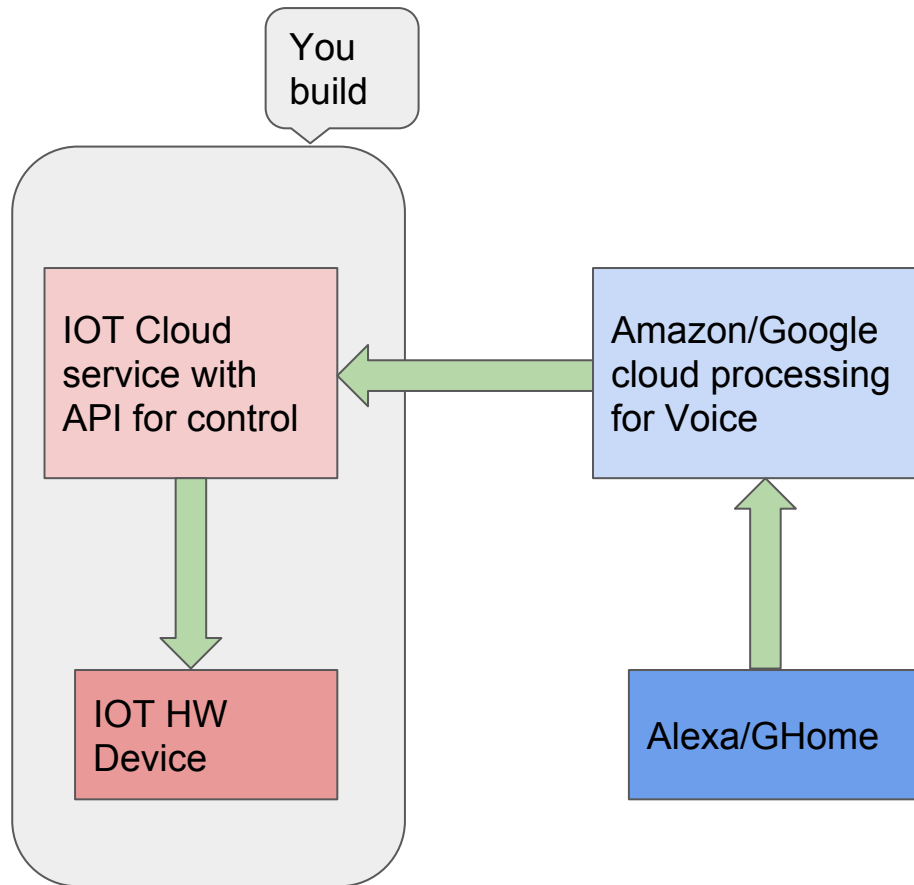 You
build
IOT Cloud
service with
API for control
Amazon/Google
cloud processing
for Voice
IOT HW
Device
Alexa/GHome